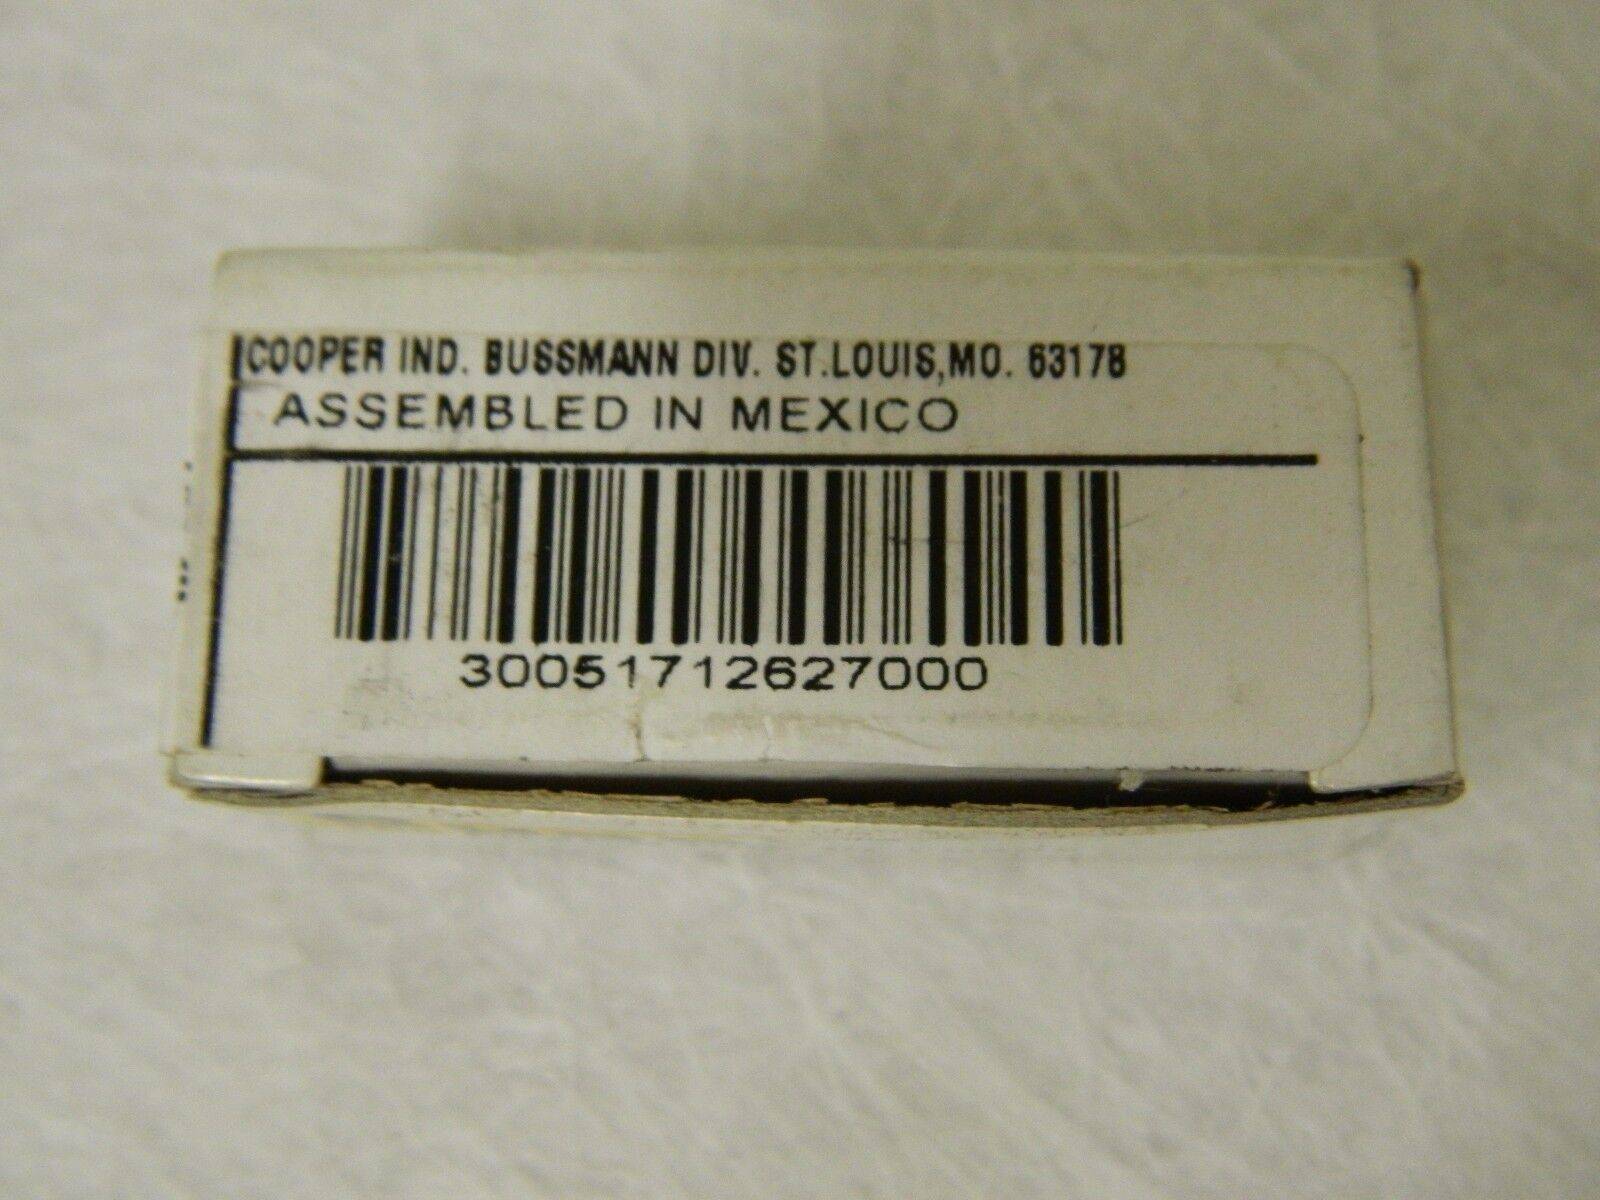 COOPER IND. BUSSMANN DIV. ST.LOUIS,MO. 63178
ASSEMBLED IN MEXICO
30051712627000